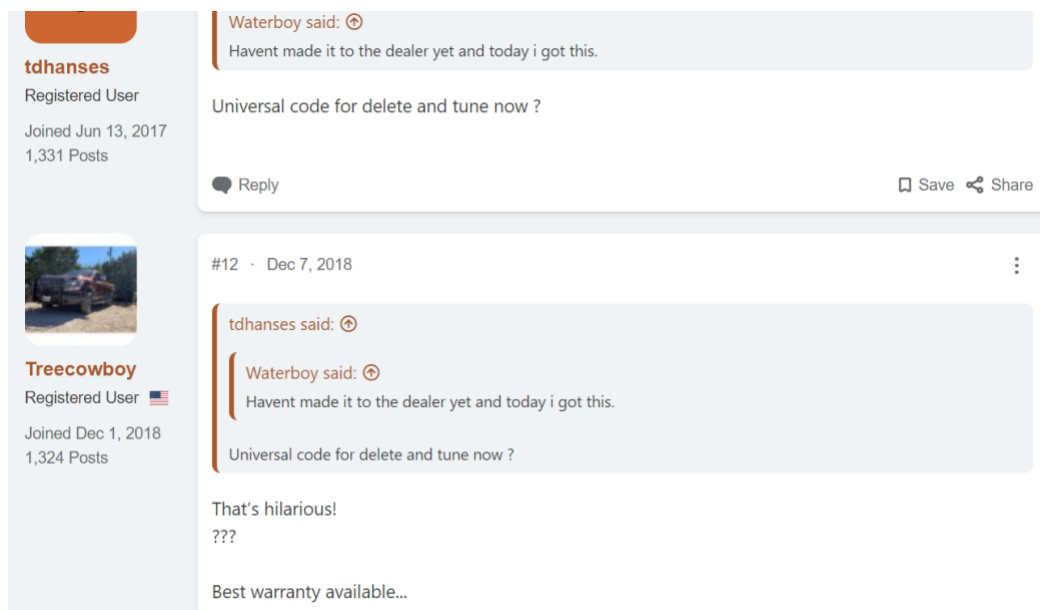 Waterboy said:
Havent made it to the dealer yet and today i got this.
tdhanses
Registered User
Joined Jun 13, 2017
1,331 Posts
Universal code for delete and tune now ?
Reply
Save Share
#12 · Dec 7, 2018
tdhanses said:
Waterboy said:
Havent made it to the dealer yet and today i got this.
Universal code for delete and tune now ?
Treecowboy
Registered User
Joined Dec 1, 2018
1,324 Posts
That's hilarious!
???
Best warranty available...